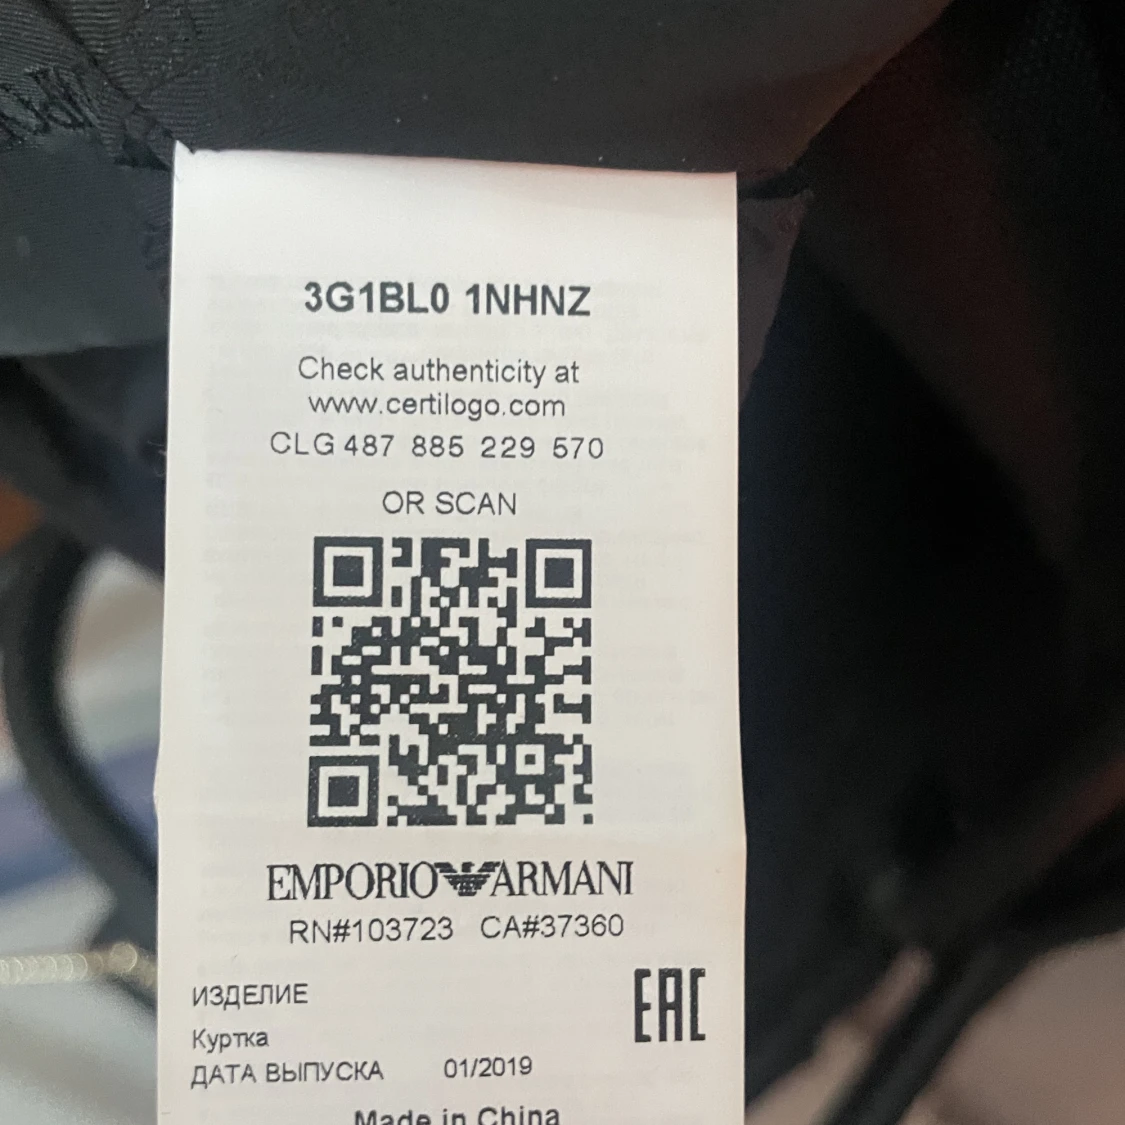 3G1BL0 1NHNZ
Check authenticity at
www.certilogo.com
CLG 487 885 229 570
OR SCAN
EMPORIO ARMANI
RN#103723 CA#37360
EAC
ИЗДЕЛИЕ
Куртка
ДАТА ВЫПУСКА 01/2019
Made in China